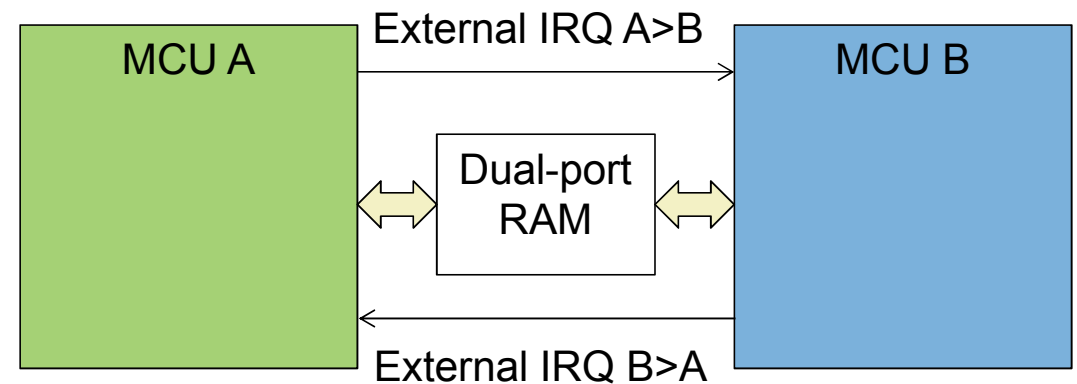 External IRQ A>B
MCU A
MCU B
Dual-port
RAM
External IRQ B>A